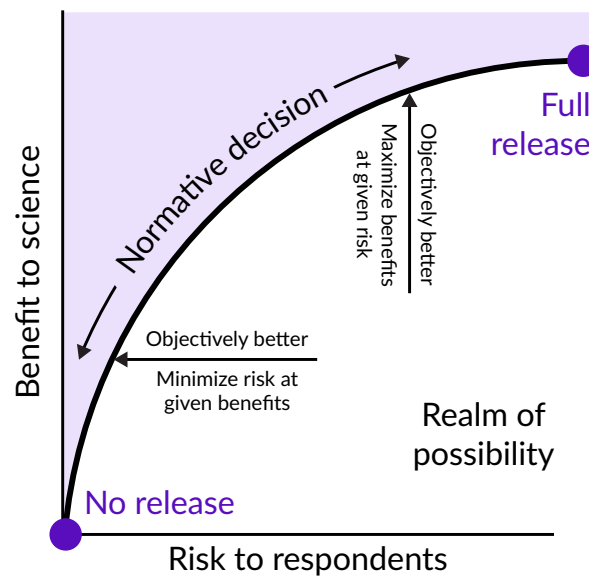 Full
release
Normative decision
Objectively better
Maximize benefits
at given risk
Benefit to science
Objectively better
Minimize risk at
given benefits
Realm of
possibility
No release
Risk to respondents